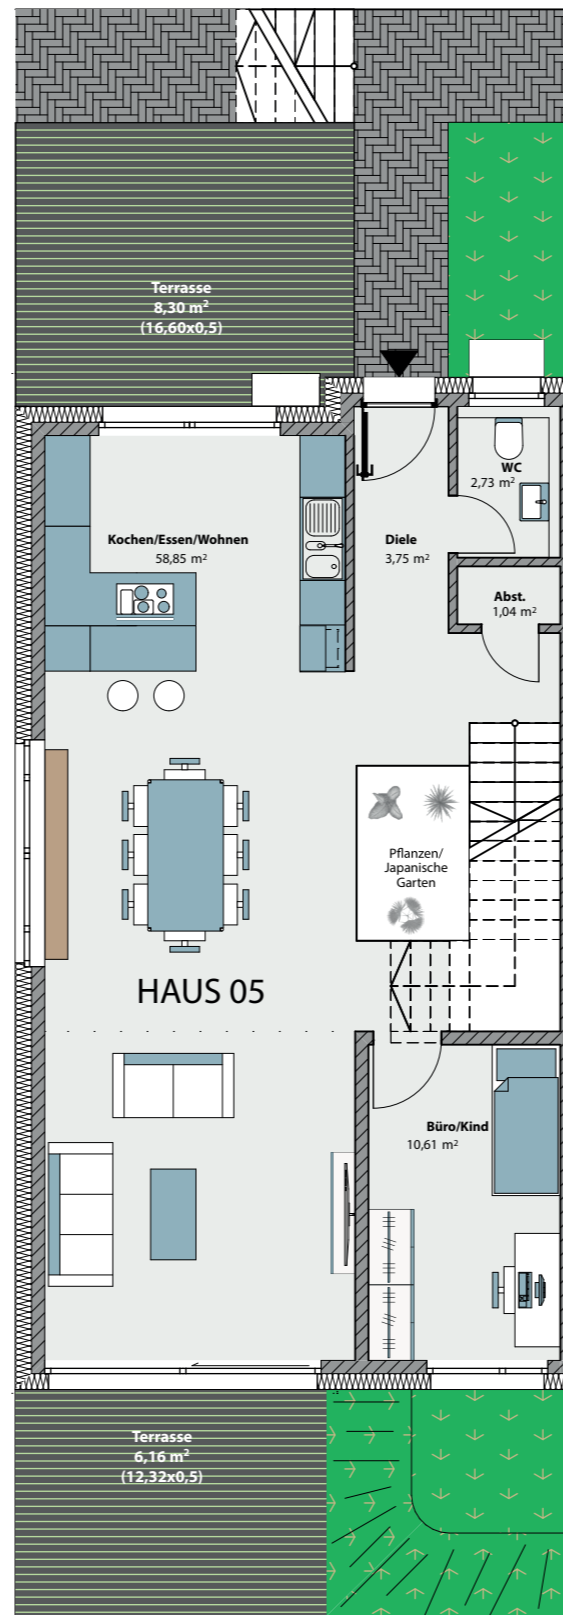 Terrasse
8,30 m²
(16,60x0,5)
WC
2,73 m²
Kochen/Essen/Wohnen
58,85 m²
Diele
3,75 m²
Abst.
1,04 m²
Pflanzen/
Japanische
Garten
HAUS 05
Büro/Kind
10,61 m²
Terrasse
6,16 m²
(12,32x0,5)